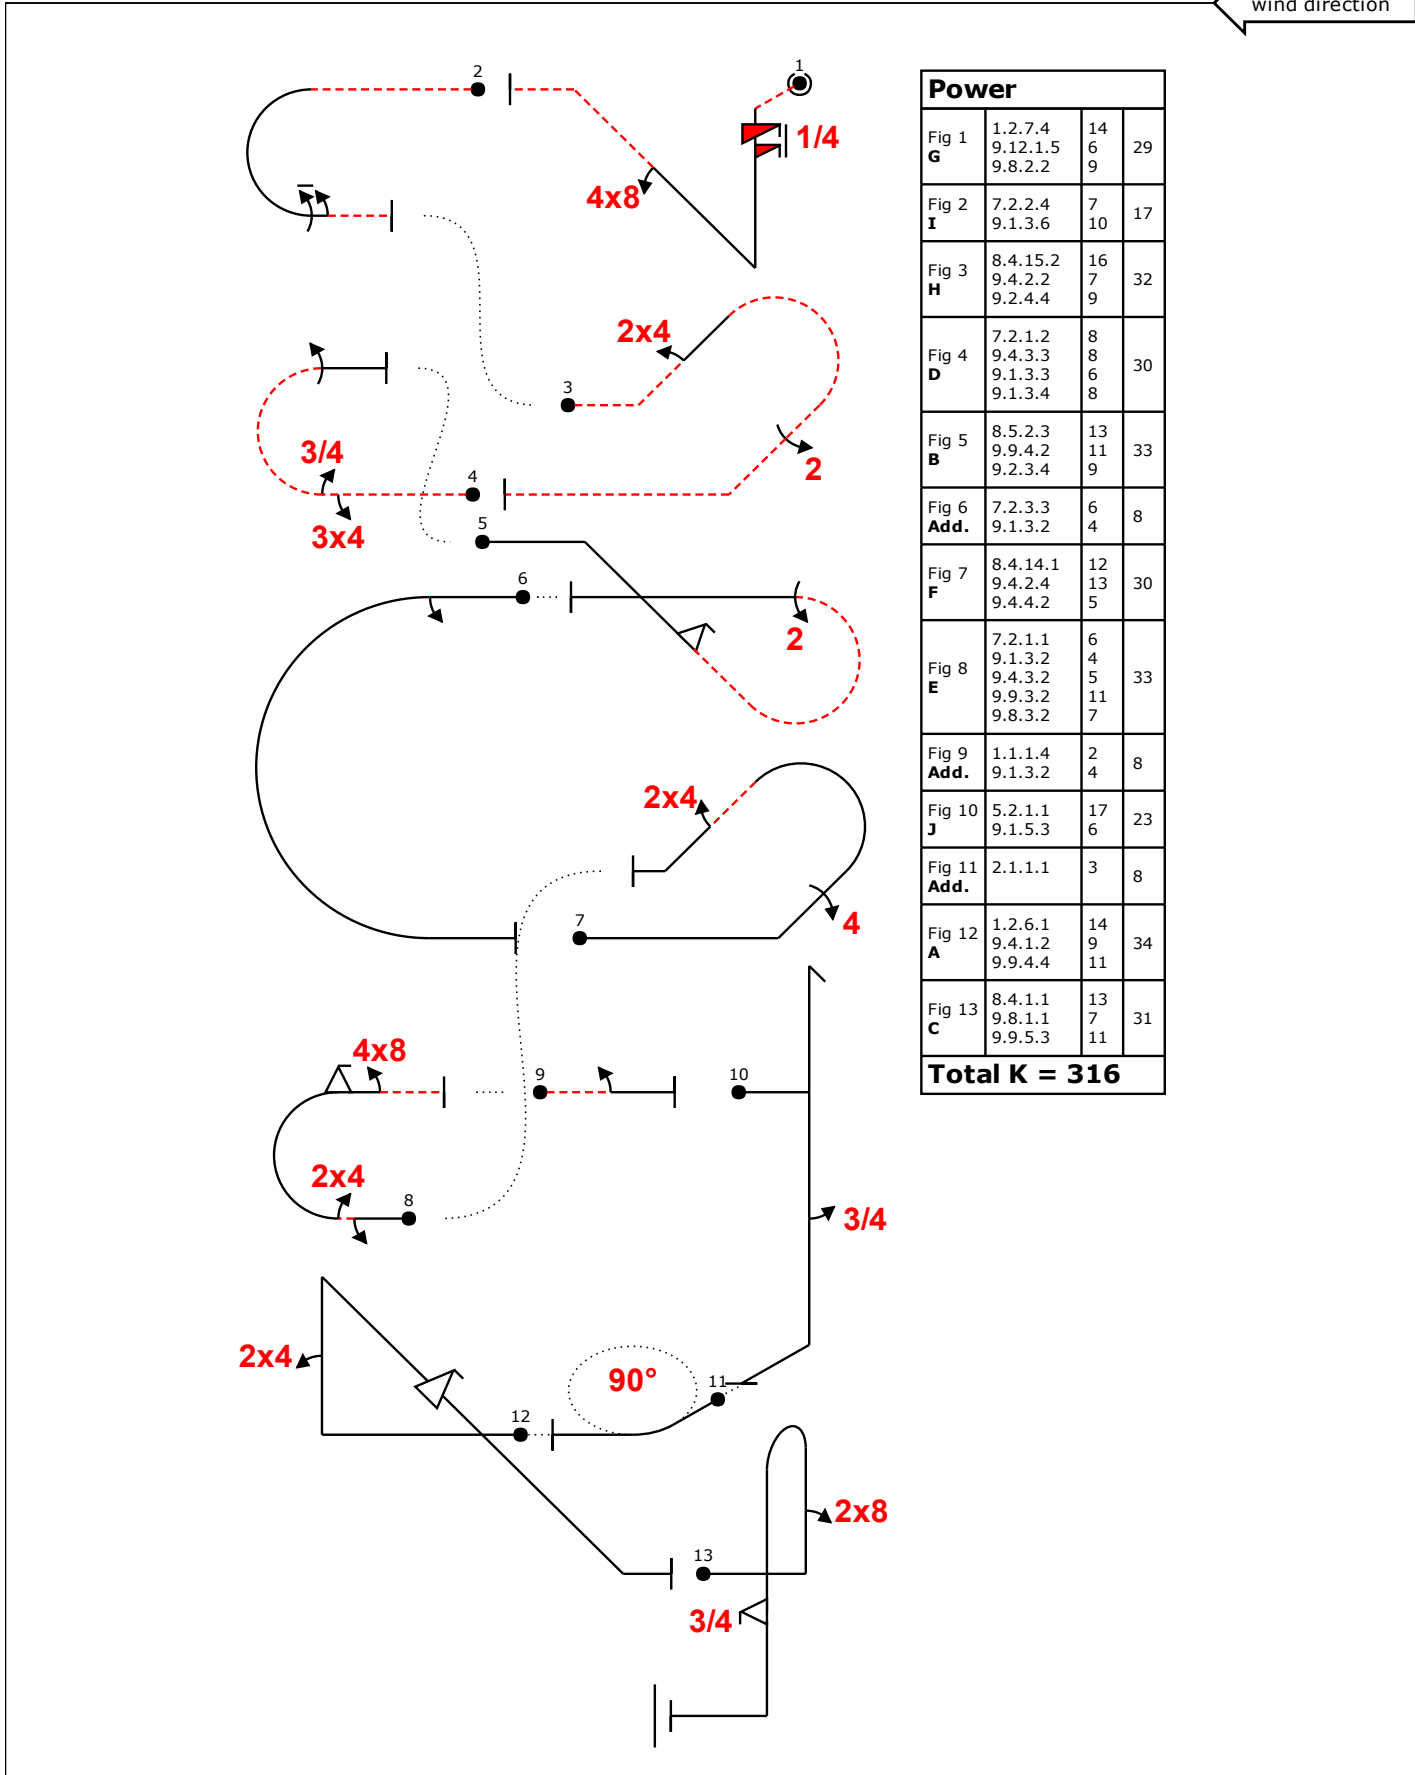 wind direction
1
2
1/4
4x8
2x4
3
2
3/4
4
3x4
5
6
2
2x4
7
4
4x8
9
10
2x4
8
3/4
2x4
90°
11
12
2x8
13
3/4
Power
Fig 1 G 1.2.7.4 14 29
9.12.1.5 6
9.8.2.2 9
Fig 2 I 7.2.2.4 7 17
9.1.3.6 10
Fig 3 H 8.4.15.2 16 32
9.4.2.2 7
9.2.4.4 9
Fig 4 D 7.2.1.2 8 30
9.4.3.3 8
9.1.3.3 6
9.1.3.4 8
Fig 5 B 8.5.2.3 13 33
9.9.4.2 11
9.2.3.4 9
Fig 6 Add. 7.2.3.3 6 8
9.1.3.2 4
Fig 7 F 8.4.14.1 12 30
9.4.2.4 13
9.4.4.2 5
Fig 8 E 7.2.1.1 6 33
9.1.3.2 4
9.4.3.2 5
9.9.3.2 11
9.8.3.2 7
Fig 9 Add. 1.1.1.4 2 8
9.1.3.2 4
Fig 10 J 5.2.1.1 17 23
9.1.5.3 6
Fig 11 Add. 2.1.1.1 3 8
Fig 12 A 1.2.6.1 14 34
9.4.1.2 9
9.9.4.4 11
Fig 13 C 8.4.1.1 13 31
9.8.1.1 7
9.9.5.3 11
Total K = 316